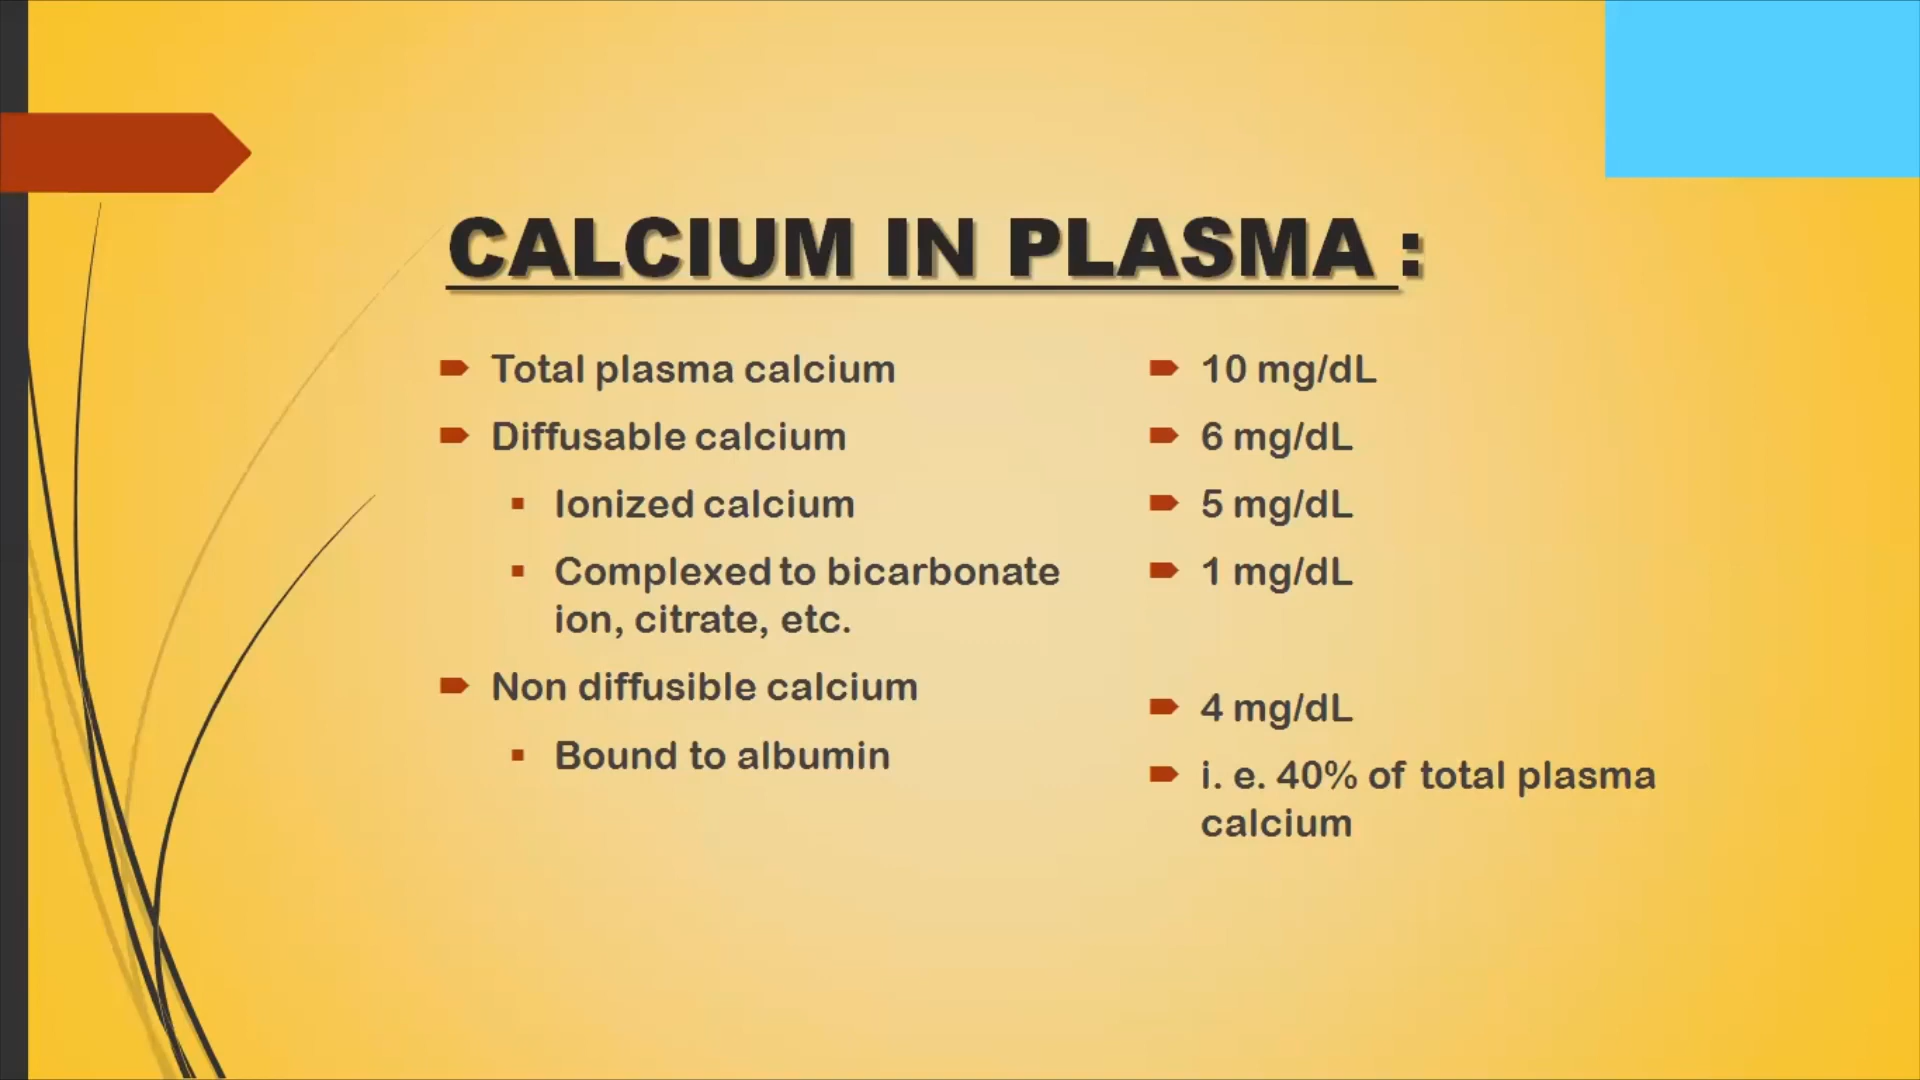 CALCIUM IN PLASMA :
Total plasma calcium
Diffusable calcium
Ionized calcium
Complexed to bicarbonate
ion, citrate, etc.
Non diffusible calcium
Bound to albumin
10 mg/dL
6 mg/dL
5 mg/dL
1 mg/dL
4 mg/dL
i. e. 40% of total plasma
calcium